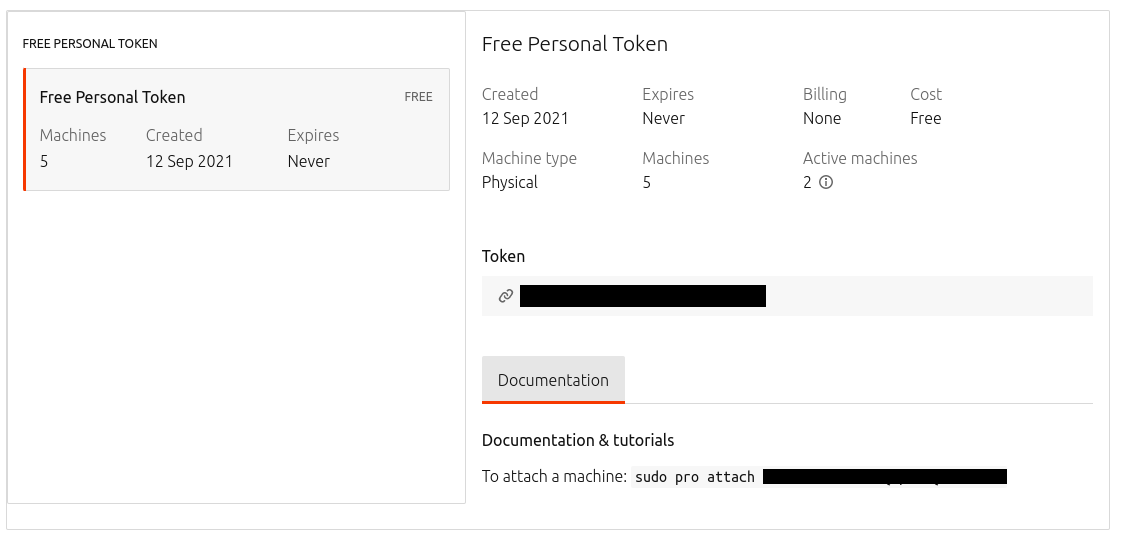 FREE PERSONAL TOKEN
Free Personal Token FREE
Machines Created Expires
5 12 Sep 2021 Never
Free Personal Token
Created Expires Billing Cost
12 Sep 2021 Never None Free
Machine type Machines Active machines
Physical 5 2
Token
Documentation
Documentation & tutorials
To attach a machine: sudo pro attach